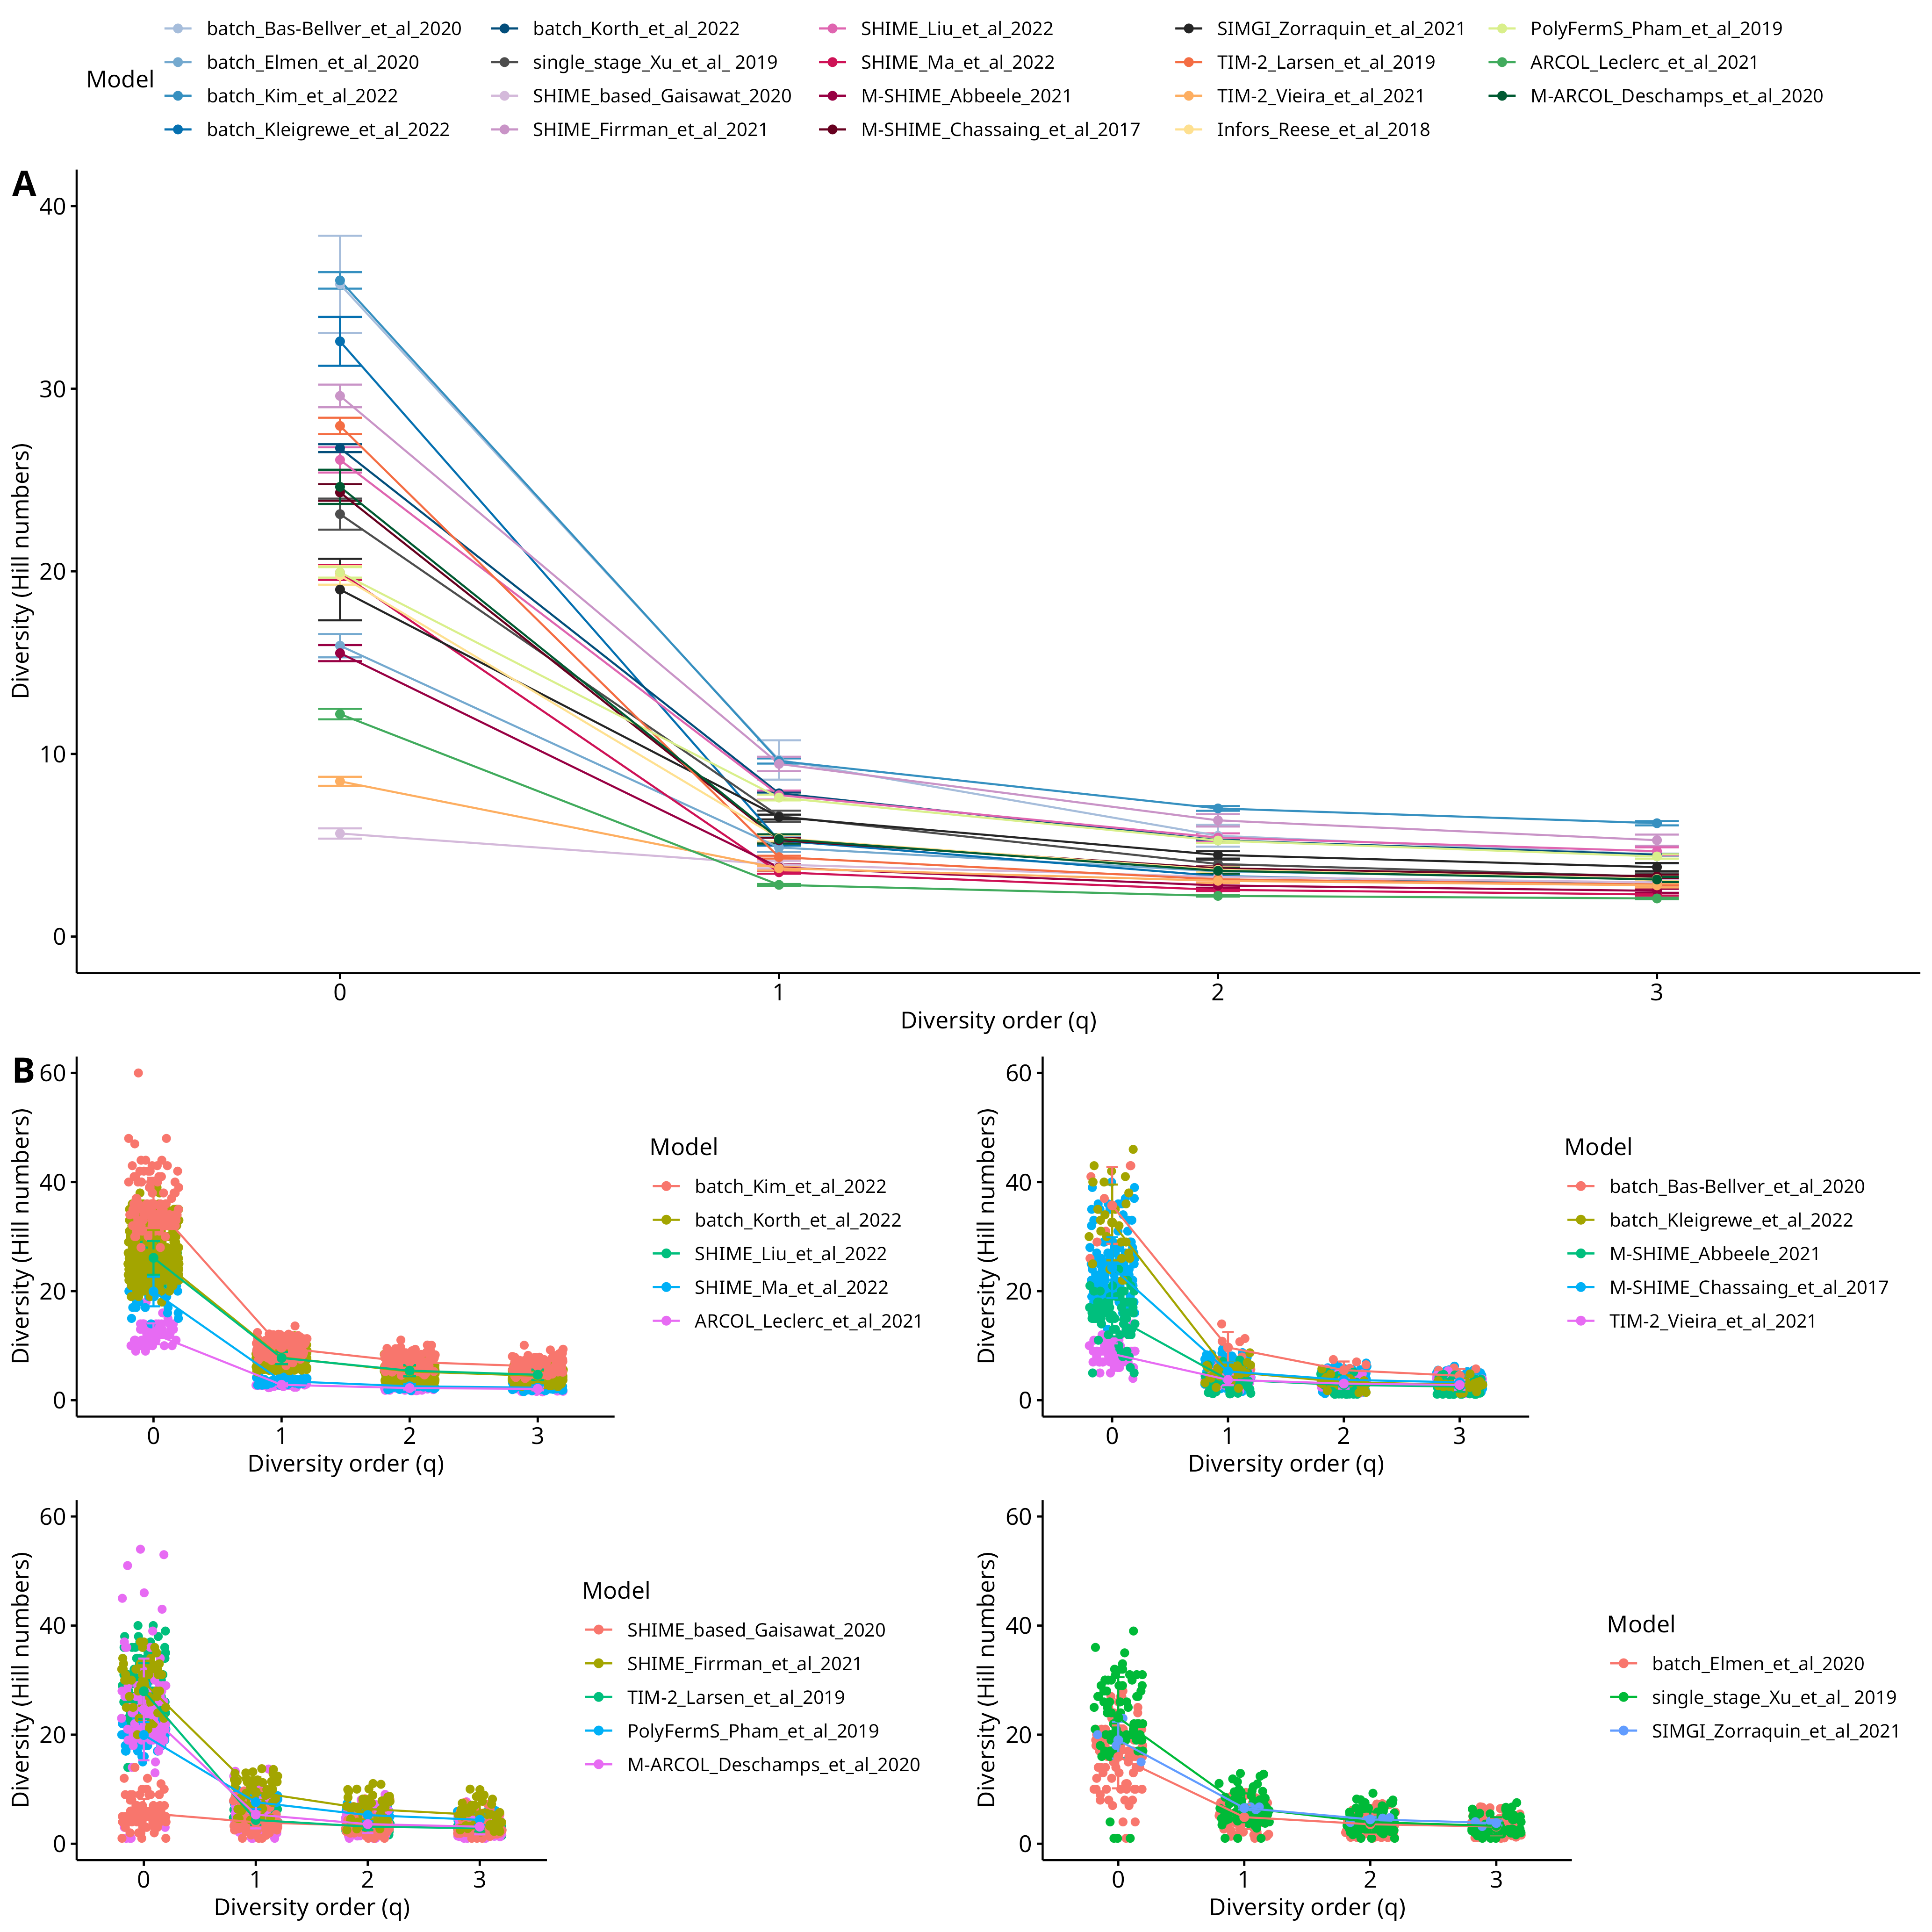 Model
batch_Bas-Bellver_et_al_2020
batch_Elmen_et_al_2020
batch_Kim_et_al_2022
batch_Kleigrewe_et_al_2022
batch_Korth_et_al_2022
single_stage_Xu_et_al_ 2019
SHIME_based_Gaisawat_2020
SHIME_Firrman_et_al_2021
SHIME_Liu_et_al_2022
SHIME_Ma_et_al_2022
M-SHIME_Abbeele_2021
M-SHIME_Chassaing_et_al_2017
SIMGI_Zorraquin_et_al_2021
TIM-2_Larsen_et_al_2019
TIM-2_Vieira_et_al_2021
Infors_Reese_et_al_2018
PolyFermS_Pham_et_al_2019
ARCOL_Leclerc_et_al_2021
M-ARCOL_Deschamps_et_al_2020
A
Diversity (Hill numbers)
40
30
20
10
0
0 1 2 3
Diversity order (q)
B
Diversity (Hill numbers)
60
40
20
0
0 1 2 3
Diversity order (q)
Model
batch_Kim_et_al_2022
batch_Korth_et_al_2022
SHIME_Liu_et_al_2022
SHIME_Ma_et_al_2022
ARCOL_Leclerc_et_al_2021
Diversity (Hill numbers)
60
40
20
0
0 1 2 3
Diversity order (q)
Model
batch_Bas-Bellver_et_al_2020
batch_Kleigrewe_et_al_2022
M-SHIME_Abbeele_2021
M-SHIME_Chassaing_et_al_2017
TIM-2_Vieira_et_al_2021
Diversity (Hill numbers)
60
40
20
0
0 1 2 3
Diversity order (q)
Model
SHIME_based_Gaisawat_2020
SHIME_Firrman_et_al_2021
TIM-2_Larsen_et_al_2019
PolyFermS_Pham_et_al_2019
M-ARCOL_Deschamps_et_al_2020
Diversity (Hill numbers)
60
40
20
0
0 1 2 3
Diversity order (q)
Model
batch_Elmen_et_al_2020
single_stage_Xu_et_al_ 2019
SIMGI_Zorraquin_et_al_2021